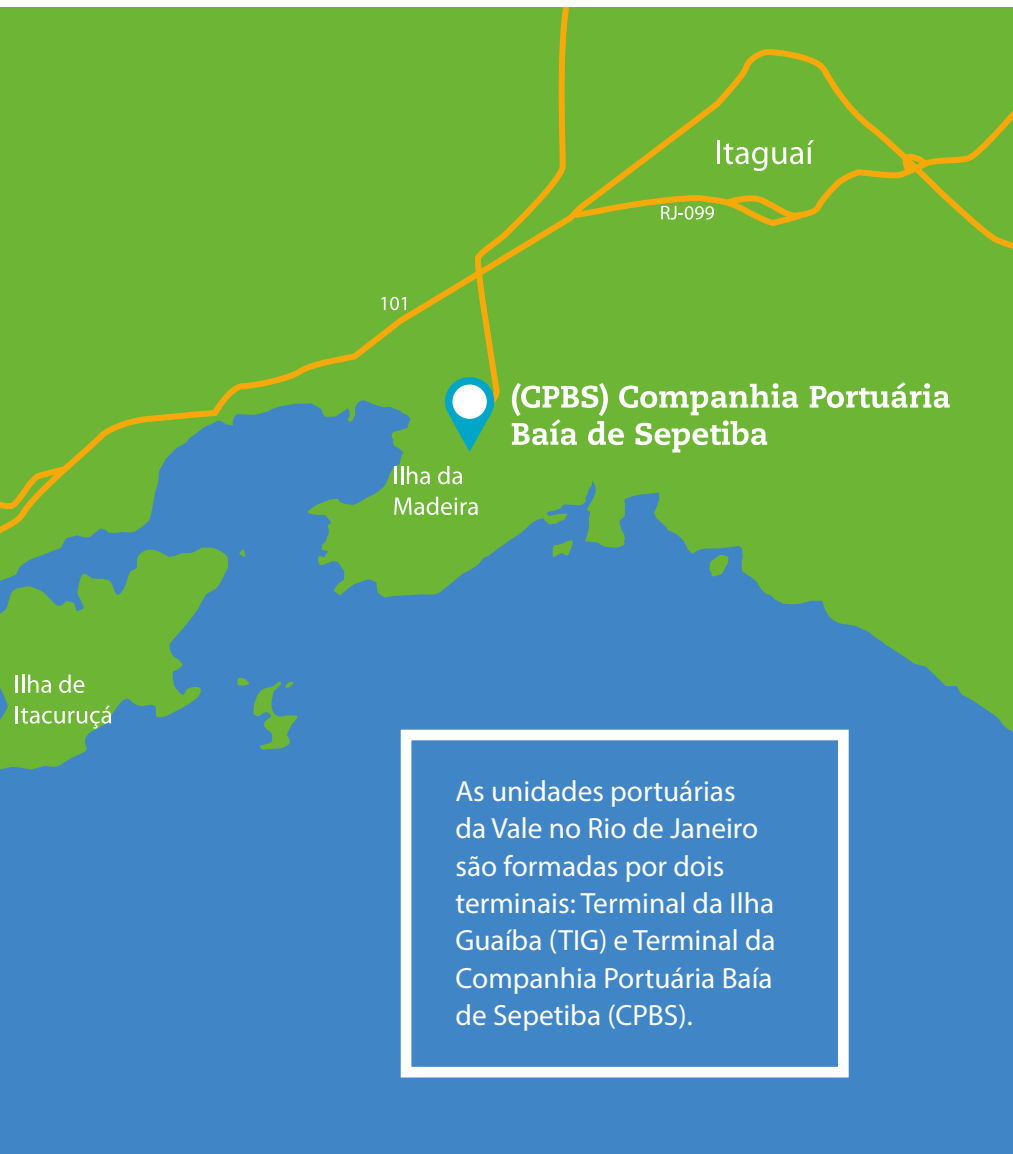 Itaguaí
RJ-099
101
(CPBS) Companhia Portuária
Baía de Sepetiba
Ilha da
Madeira
Ilha de
Itacuruçá
As unidades portuárias
da Vale no Rio de Janeiro
são formadas por dois
terminais: Terminal da Ilha
Guaíba (TIG) e Terminal da
Companhia Portuária Baía
de Sepetiba (CPBS).